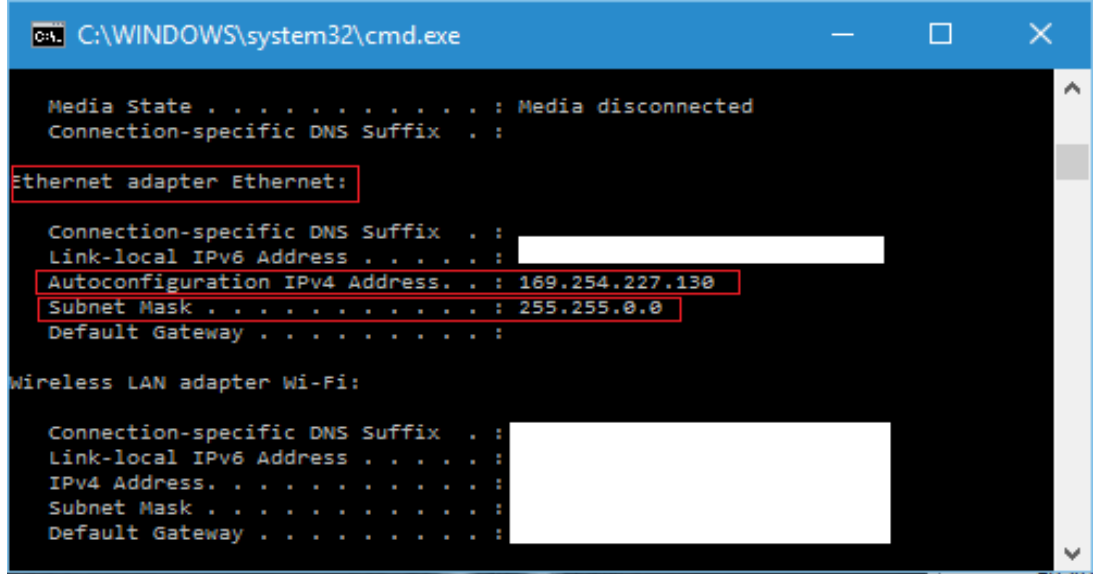 C:\WINDOWS\system32\cmd.exe
Media State . . . . . . . . . . . : Media disconnected
Connection-specific DNS Suffix  . :
Ethernet adapter Ethernet:
Connection-specific DNS Suffix  . :
Link-local IPv6 Address . . . . . :
Autoconfiguration IPv4 Address. . : 169.254.227.130
Subnet Mask . . . . . . . . . . . : 255.255.0.0
Default Gateway . . . . . . . . . :
Wireless LAN adapter Wi-Fi:
Connection-specific DNS Suffix  . :
Link-local IPv6 Address . . . . . :
IPv4 Address. . . . . . . . . . . :
Subnet Mask . . . . . . . . . . . :
Default Gateway . . . . . . . . . :